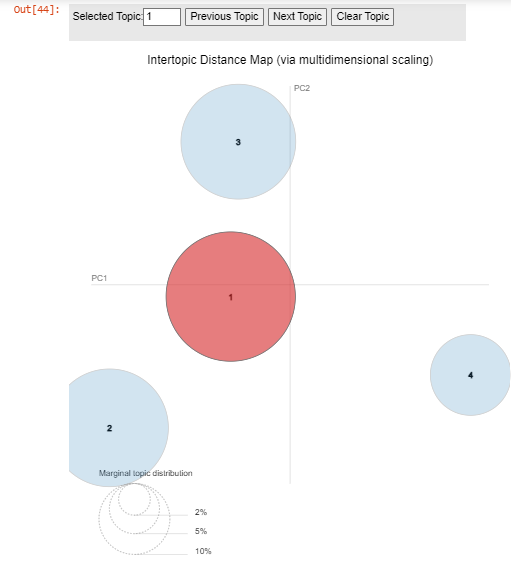 Out[44]:
Selected Topic: 1 Previous Topic Next Topic Clear Topic
Intertopic Distance Map (via multidimensional scaling)
PC2
3
PC1
1
4
2
Marginal topic distribution
2%
5%
10%